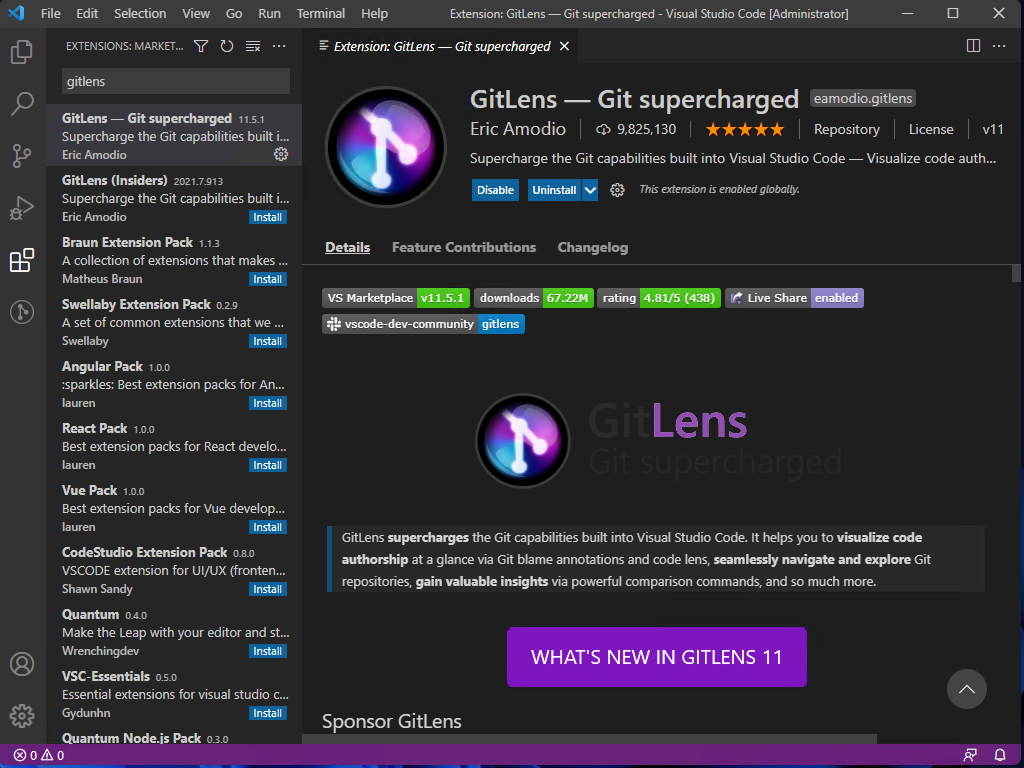 File Edit Selection View Go Run Terminal Help Extension: GitLens — Git supercharged - Visual Studio Code [Administrator]
EXTENSIONS: MARKET...
gitlens
GitLens — Git supercharged 11.5.1
Supercharge the Git capabilities built i...
Eric Amodio
GitLens (Insiders) 2021.7.913
Supercharge the Git capabilities built i...
Eric Amodio Install
Braun Extension Pack 1.1.3
A collection of extensions that makes ...
Matheus Braun Install
Swellaby Extension Pack 0.2.9
A set of common extensions that we ...
Swellaby Install
Angular Pack 1.0.0
:sparkles: Best extension packs for An...
lauren Install
React Pack 1.0.0
Best extension packs for React develo...
lauren Install
Vue Pack 1.0.0
Best extension packs for Vue develop...
lauren Install
CodeStudio Extension Pack 0.8.0
VSCODE extension for UI/UX (fronten...
Shawn Sandy Install
Quantum 0.4.0
Make the Leap with your editor and st...
Wrenchingdev Install
VSC-Essentials 0.5.0
Essential extensions for visual studio c...
Gydunhn Install
Quantum Node.js Pack 0.3.0
Extension: GitLens — Git supercharged
GitLens — Git supercharged eamodio.gitlens
Eric Amodio 9,825,130 Repository License v11
Supercharge the Git capabilities built into Visual Studio Code — Visualize code auth...
Disable Uninstall This extension is enabled globally.
Details Feature Contributions Changelog
VS Marketplace v11.5.1 downloads 67.22M rating 4.81/5 (438) Live Share enabled
vscode-dev-community gitlens
GitLens
Git supercharged
GitLens supercharges the Git capabilities built into Visual Studio Code. It helps you to visualize code
authorship at a glance via Git blame annotations and code lens, seamlessly navigate and explore Git
repositories, gain valuable insights via powerful comparison commands, and so much more.
WHAT'S NEW IN GITLENS 11
Sponsor GitLens
0 0